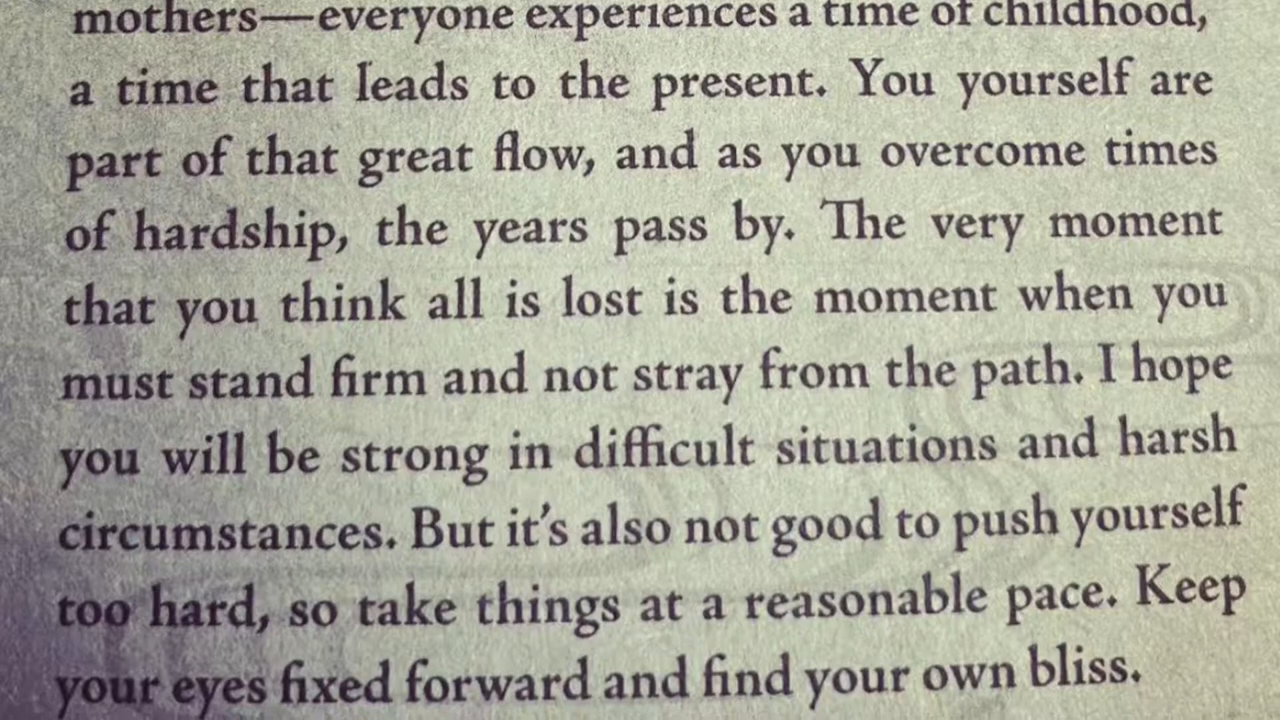 mothers—everyone experiences a time of childhood,
a time that leads to the present. You yourself are
part of that great flow, and as you overcome times
of hardship, the years pass by. The very moment
that you think all is lost is the moment when you
must stand firm and not stray from the path. I hope
you will be strong in difficult situations and harsh
circumstances. But it's also not good to push yourself
too hard, so take things at a reasonable pace. Keep
your eyes fixed forward and find your own bliss.